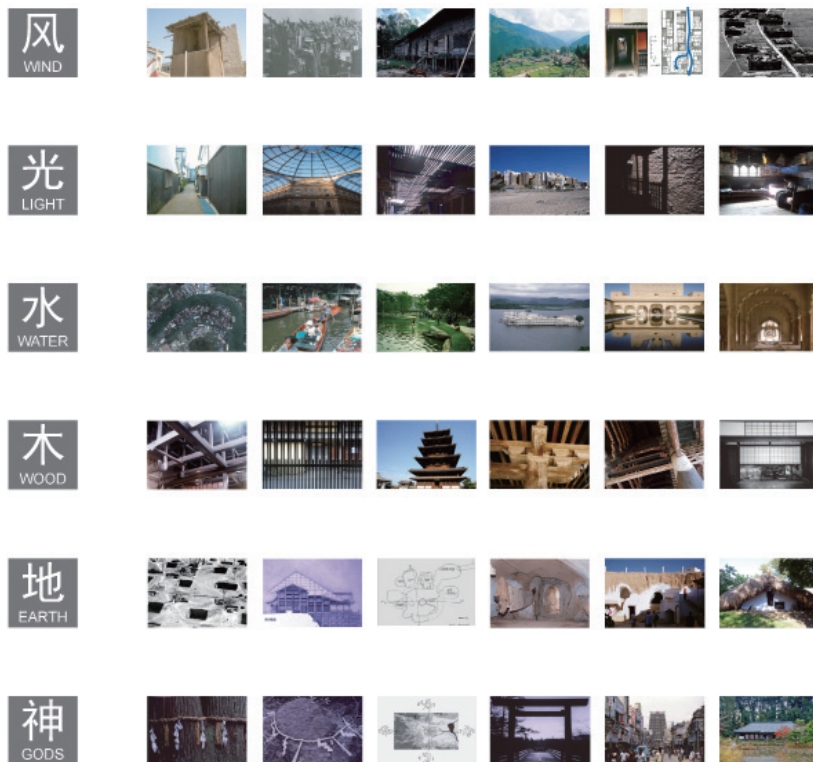 风
WIND
光
LIGHT
水
WATER
木
WOOD
地
EARTH
神
GODS